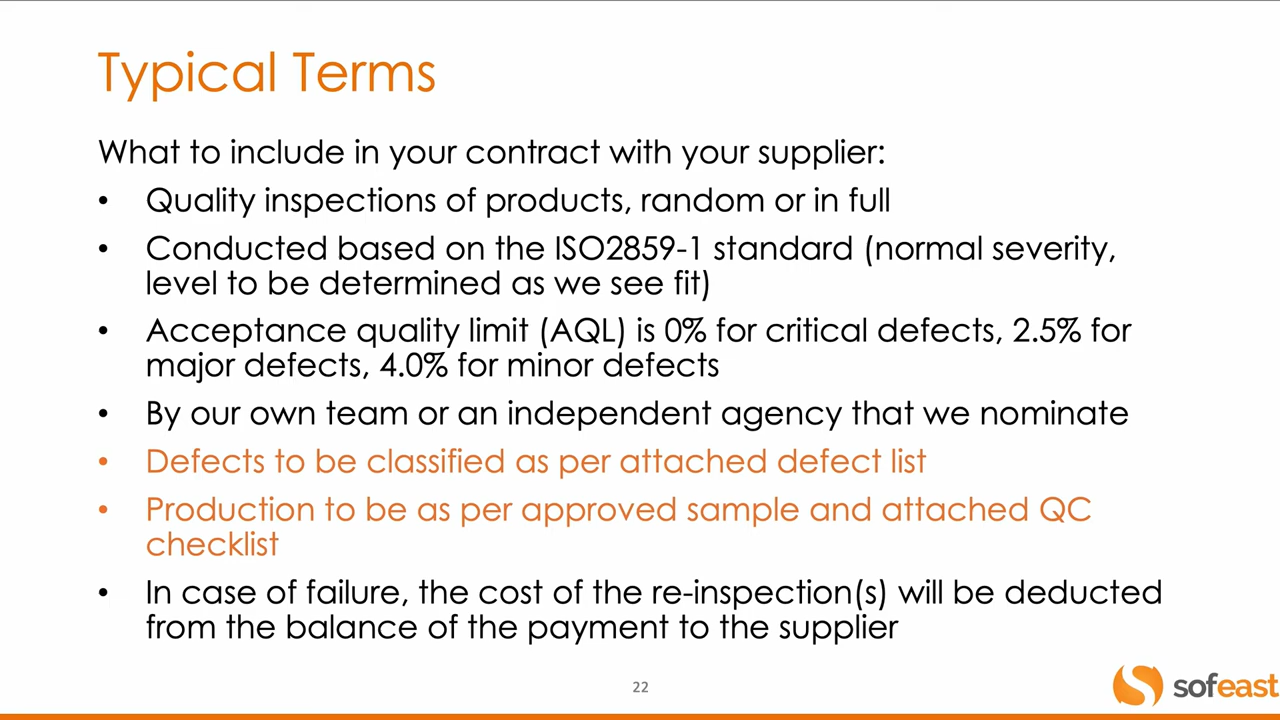 Typical Terms
What to include in your contract with your supplier:
• Quality inspections of products, random or in full
• Conducted based on the ISO2859-1 standard (normal severity,
level to be determined as we see fit)
• Acceptance quality limit (AQL) is 0% for critical defects, 2.5% for
major defects, 4.0% for minor defects
• By our own team or an independent agency that we nominate
• Defects to be classified as per attached defect list
• Production to be as per approved sample and attached QC
checklist
• In case of failure, the cost of the re-inspection(s) will be deducted
from the balance of the payment to the supplier
22
sofeast